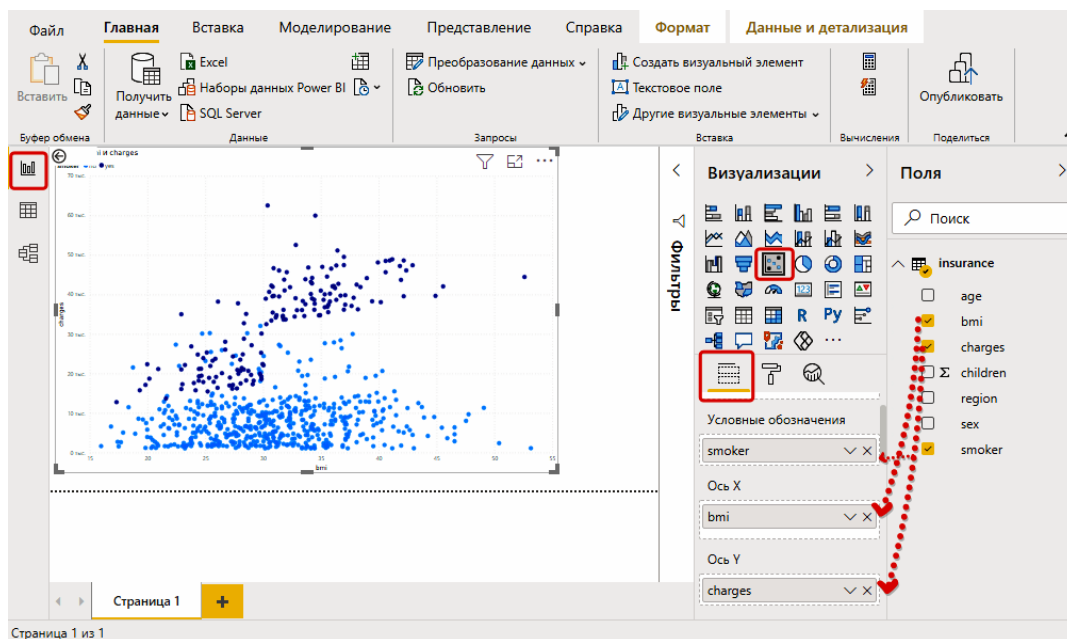 Файл Главная Вставка Моделирование Представление Справка Формат Данные и детализация
Вставить
Получить данные
Excel
Наборы данных Power BI
SQL Server
Преобразование данных
Обновить
Создать визуальный элемент
Текстовое поле
Другие визуальные элементы
Опубликовать
Буфер обмена Данные Запросы Вставка Вычисления Поделиться
и charges
yes
70 тыс.
60 тыс.
50 тыс.
40 тыс.
30 тыс.
20 тыс.
10 тыс.
0 тыс.
charges
15 20 25 30 35 40 45 50 55
bmi
Фильтры
Визуализации
123
R Py
Условные обозначения
smoker
Ось X
bmi
Ось Y
charges
Поля
Поиск
insurance
age
bmi
charges
Σ children
region
sex
smoker
Страница 1 +
Страница 1 из 1